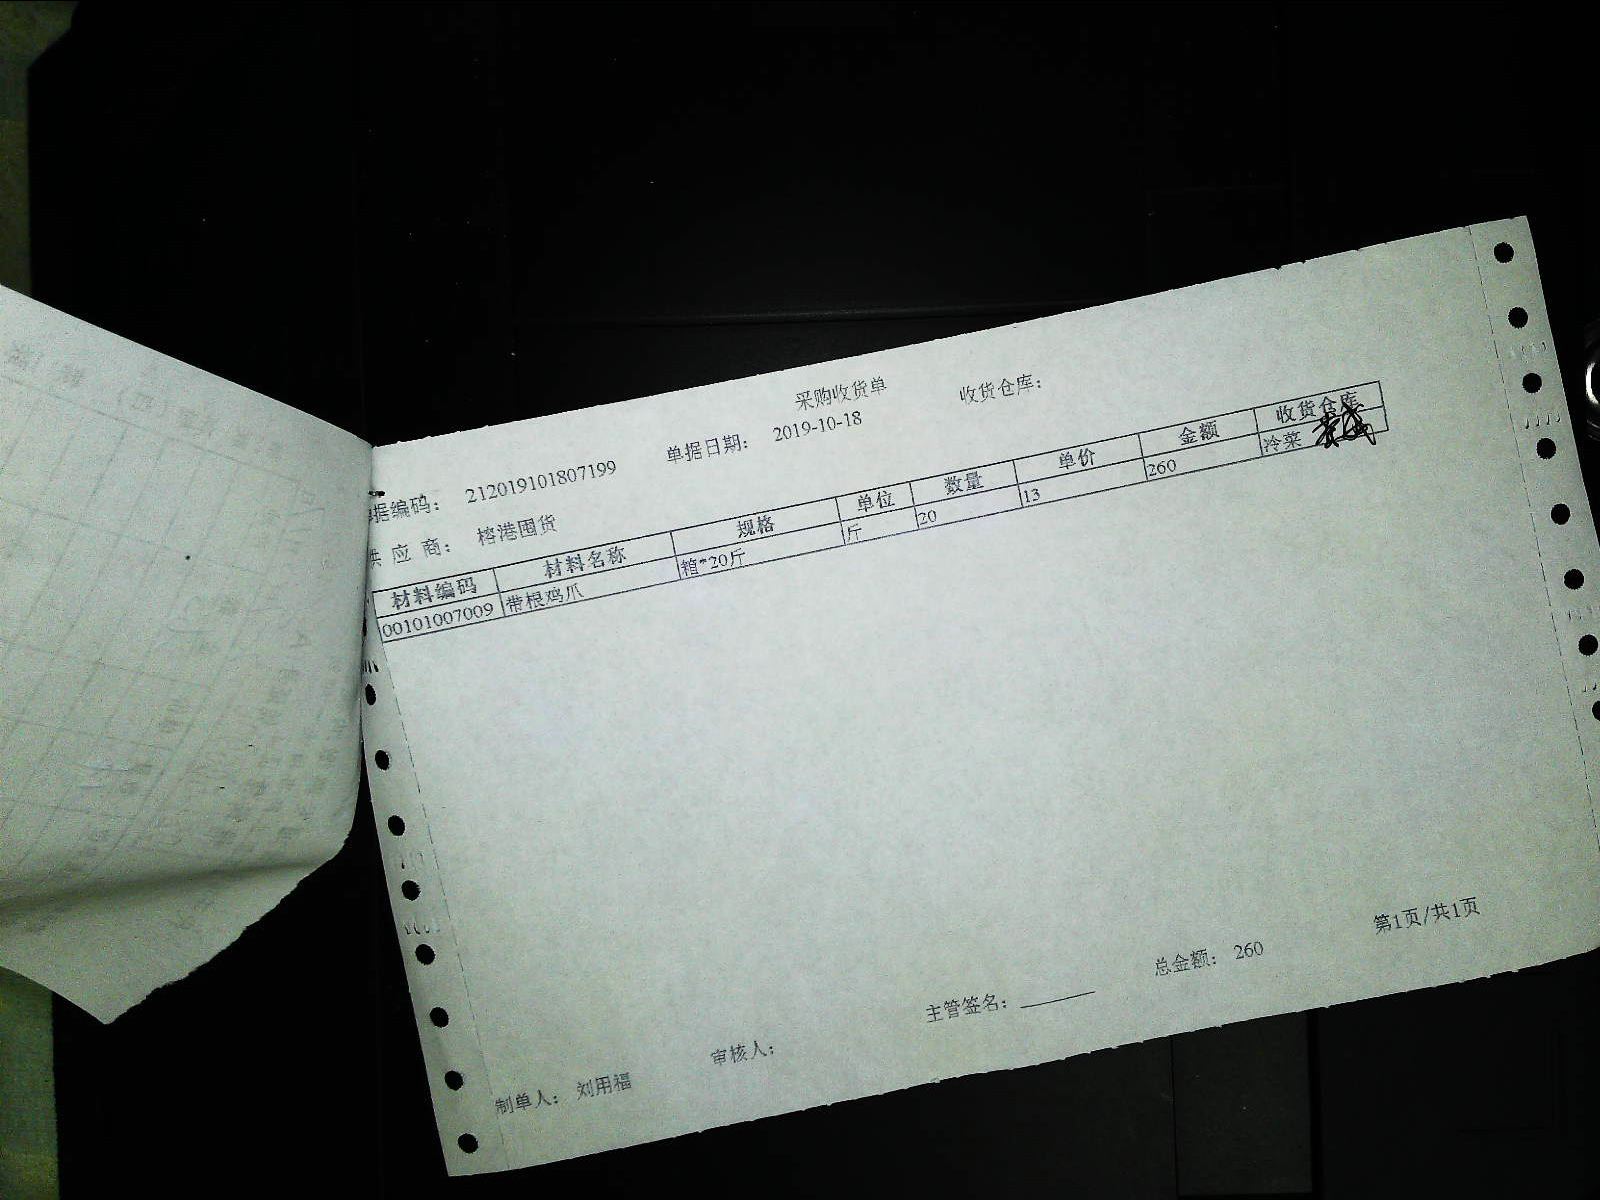 采购收货单 收货仓库：
据编码： 212019101807199 单据日期： 2019-10-18
供 应 商： 榕港囤货
材料编码 材料名称 规格 单位 数量 单价 金额 收货仓库
00101007009 带根鸡爪 箱*20斤 斤 20 13 260 冷菜
制单人： 刘用福 审核人： 主管签名： 总金额： 260 第1页/共1页